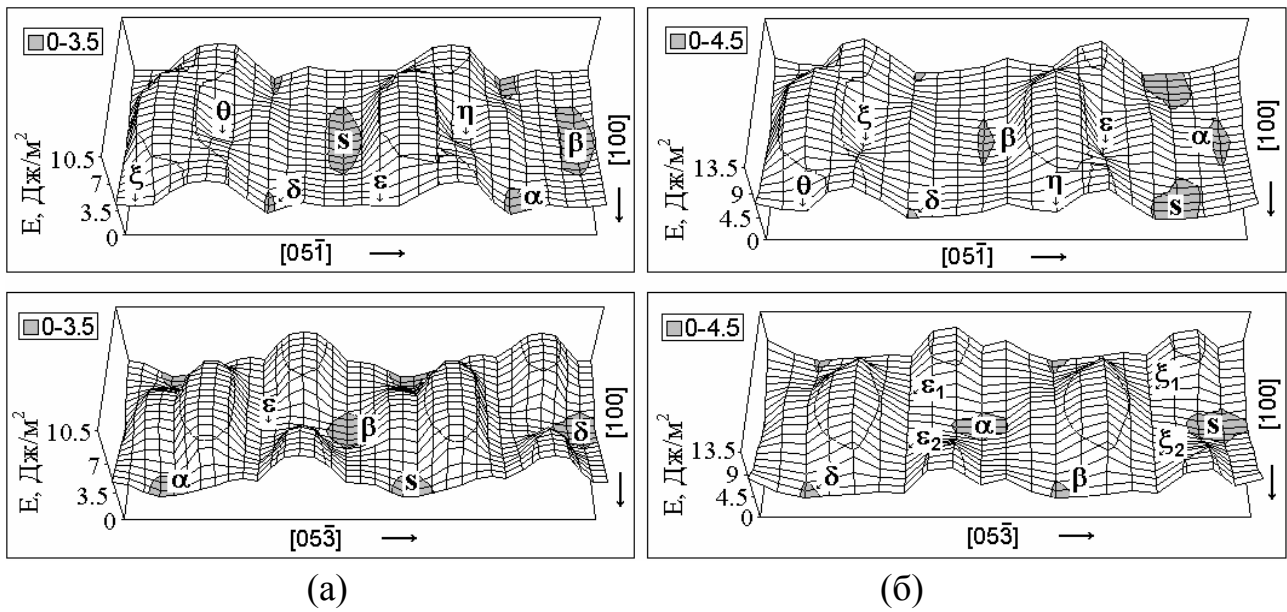 0-3.5
E, Дж/м²
10.5
7
3.5
0
ξ
θ
δ
s
ε
η
α
β
[100]
[05̄1̄]
0-4.5
E, Дж/м²
13.5
9
4.5
0
θ
ξ
δ
β
η
ε
s
α
[100]
[051̄]
0-3.5
E, Дж/м²
10.5
7
3.5
0
α
ε
β
s
δ
[100]
[053̄]
0-4.5
E, Дж/м²
13.5
9
4.5
0
δ
ε₁
ε₂
α
β
ξ₁
ξ₂
s
[100]
[053̄]
(а)
(б)